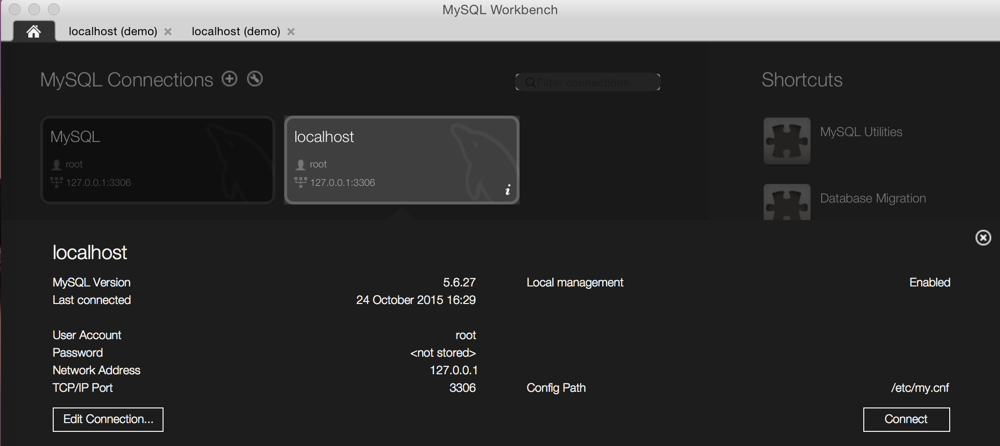 MySQL Workbench
localhost (demo)
localhost (demo)
MySQL Connections
Filter connections
Shortcuts
MySQL
root
127.0.0.1:3306
localhost
root
127.0.0.1:3306
i
MySQL Utilities
Database Migration
localhost
MySQL Version 5.6.27 Local management Enabled
Last connected 24 October 2015 16:29
User Account root
Password <not stored>
Network Address 127.0.0.1
TCP/IP Port 3306 Config Path /etc/my.cnf
Edit Connection... Connect